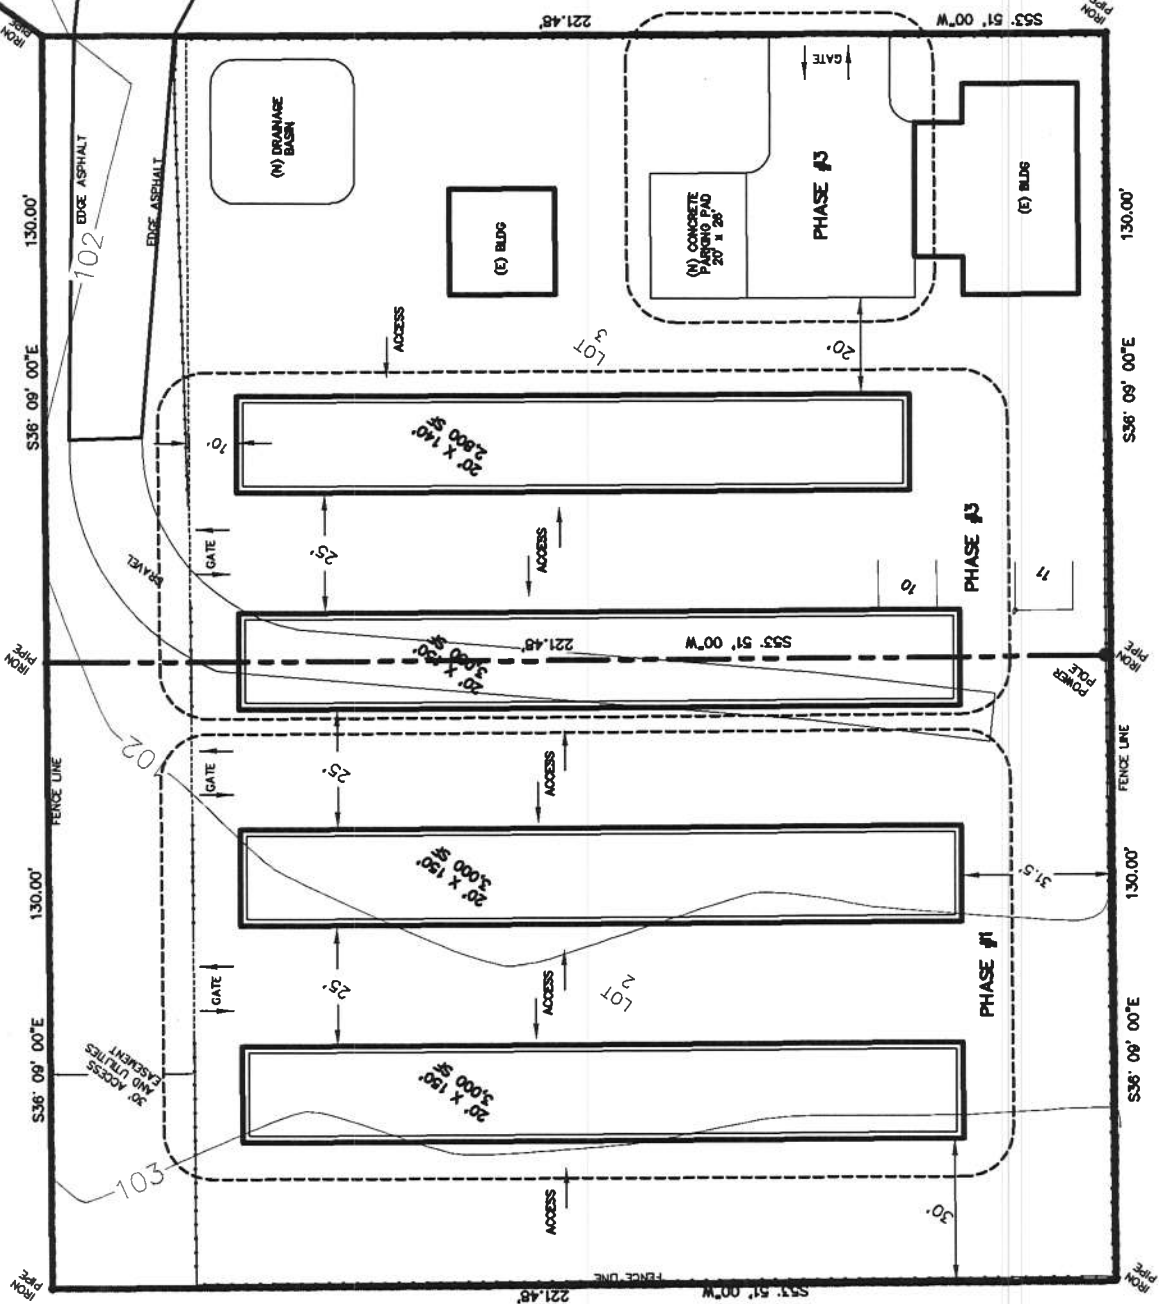 IRON
PIPE
221.48'
S53° 51' 00"W
IRON
PIPE
130.00'
S36° 09' 00"E
EDGE ASPHALT
EDGE ASPHALT
102
(N) DRAINAGE
BASIN
(E) BLDG
GATE
PHASE #3
(N) CONCRETE
PARKING PAD
20' x 26'
(E) BLDG
130.00'
S36° 09' 00"E
ACCESS
LOT
3
20'
20' X 140'
2,800 SF
10'
GATE
25'
ACCESS
PHASE #3
10
11
GRAVEL
IRON
PIPE
221.48'
S53° 51' 00"W
20' X 150'
SF
POWER
POLE
IRON
PIPE
FENCE LINE
102
GATE
25'
ACCESS
FENCE LINE
20' X 150'
3,000 SF
31.5'
130.00'
S36° 09' 00"E
130.00'
S36° 09' 00"E
GATE
25'
ACCESS
LOT
2
PHASE #1
30' ACCESS
AND UTILITIES
EASEMENT
20' X 150'
3,000 SF
103
ACCESS
30'
IRON
PIPE
221.48'
FENCE LINE
S53° 51' 00"W
IRON
PIPE